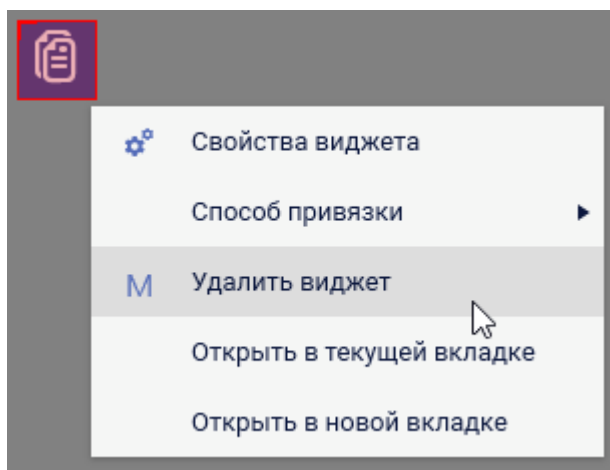 Свойства виджета
Способ привязки
M Удалить виджет
Открыть в текущей вкладке
Открыть в новой вкладке